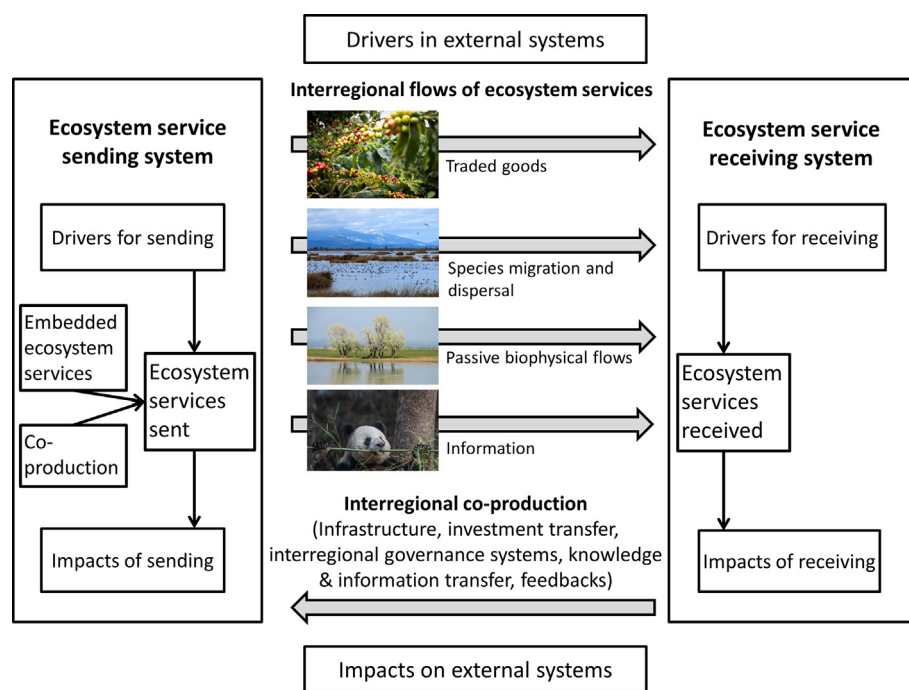 Drivers in external systems
Interregional flows of ecosystem services
Ecosystem service
sending system
Drivers for sending
Embedded
ecosystem
services
Co-
production
Ecosystem
services
sent
Impacts of sending
Traded goods
Species migration and
dispersal
Passive biophysical flows
Information
Interregional co-production
(Infrastructure, investment transfer,
interregional governance systems, knowledge
& information transfer, feedbacks)
Ecosystem service
receiving system
Drivers for receiving
Ecosystem
services
received
Impacts of receiving
Impacts on external systems